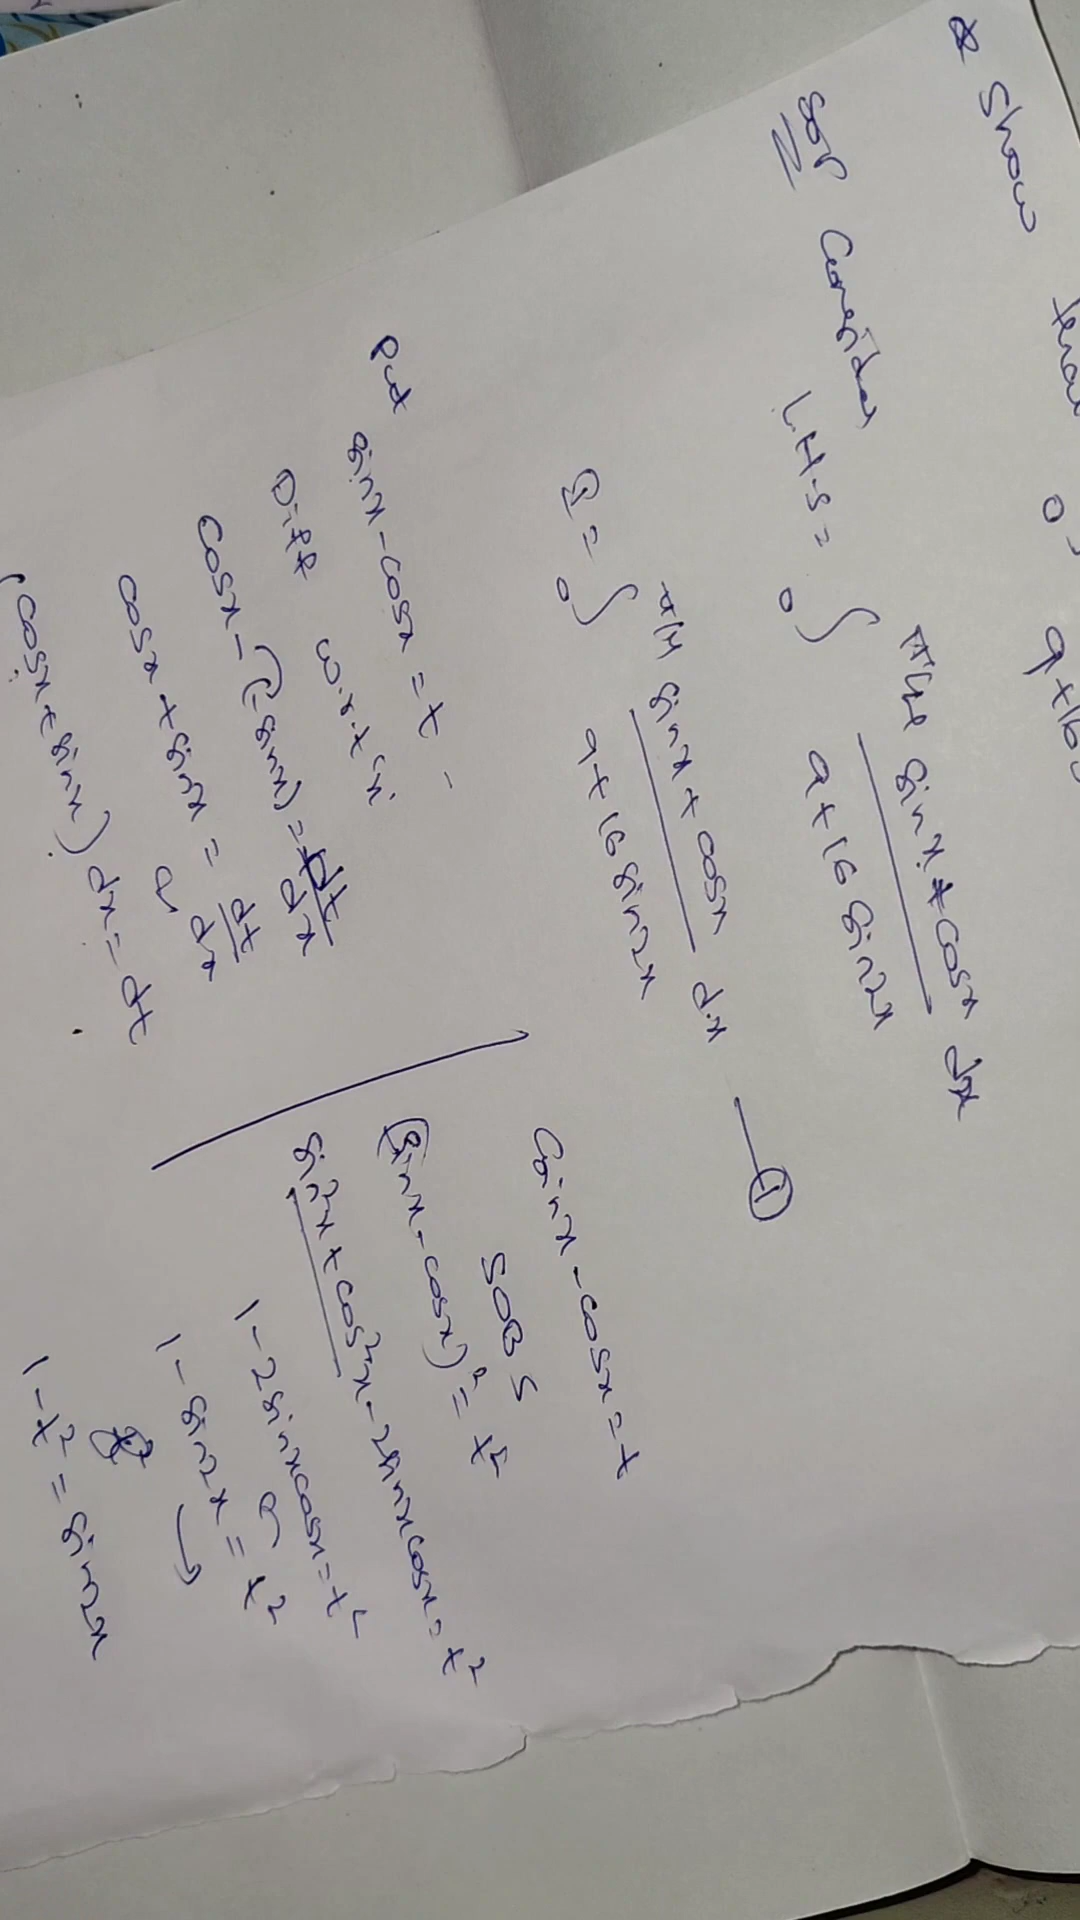 Q Show that 0∫ 9+16
Sol Consider
L.H.S = 0∫π/4 (sinx + cosx)/(9+16 sin2x) dx
I = 0∫π/4 (sinx + cosx)/(9+16 sin2x) dx — ①
Put sinx - cosx = t -
Diff w.r.t x
cosx - (-sinx) = dt/dx
cosx + sinx = dt/dx
(cosx + sinx) dx = dt
sinx - cosx = t
SOBS
(sinx - cosx)² = t²
sin²x + cos²x - 2sinxcosx = t²
1 - 2sinxcosx = t²
1 - sin2x = t²
1 - t² = sin2x